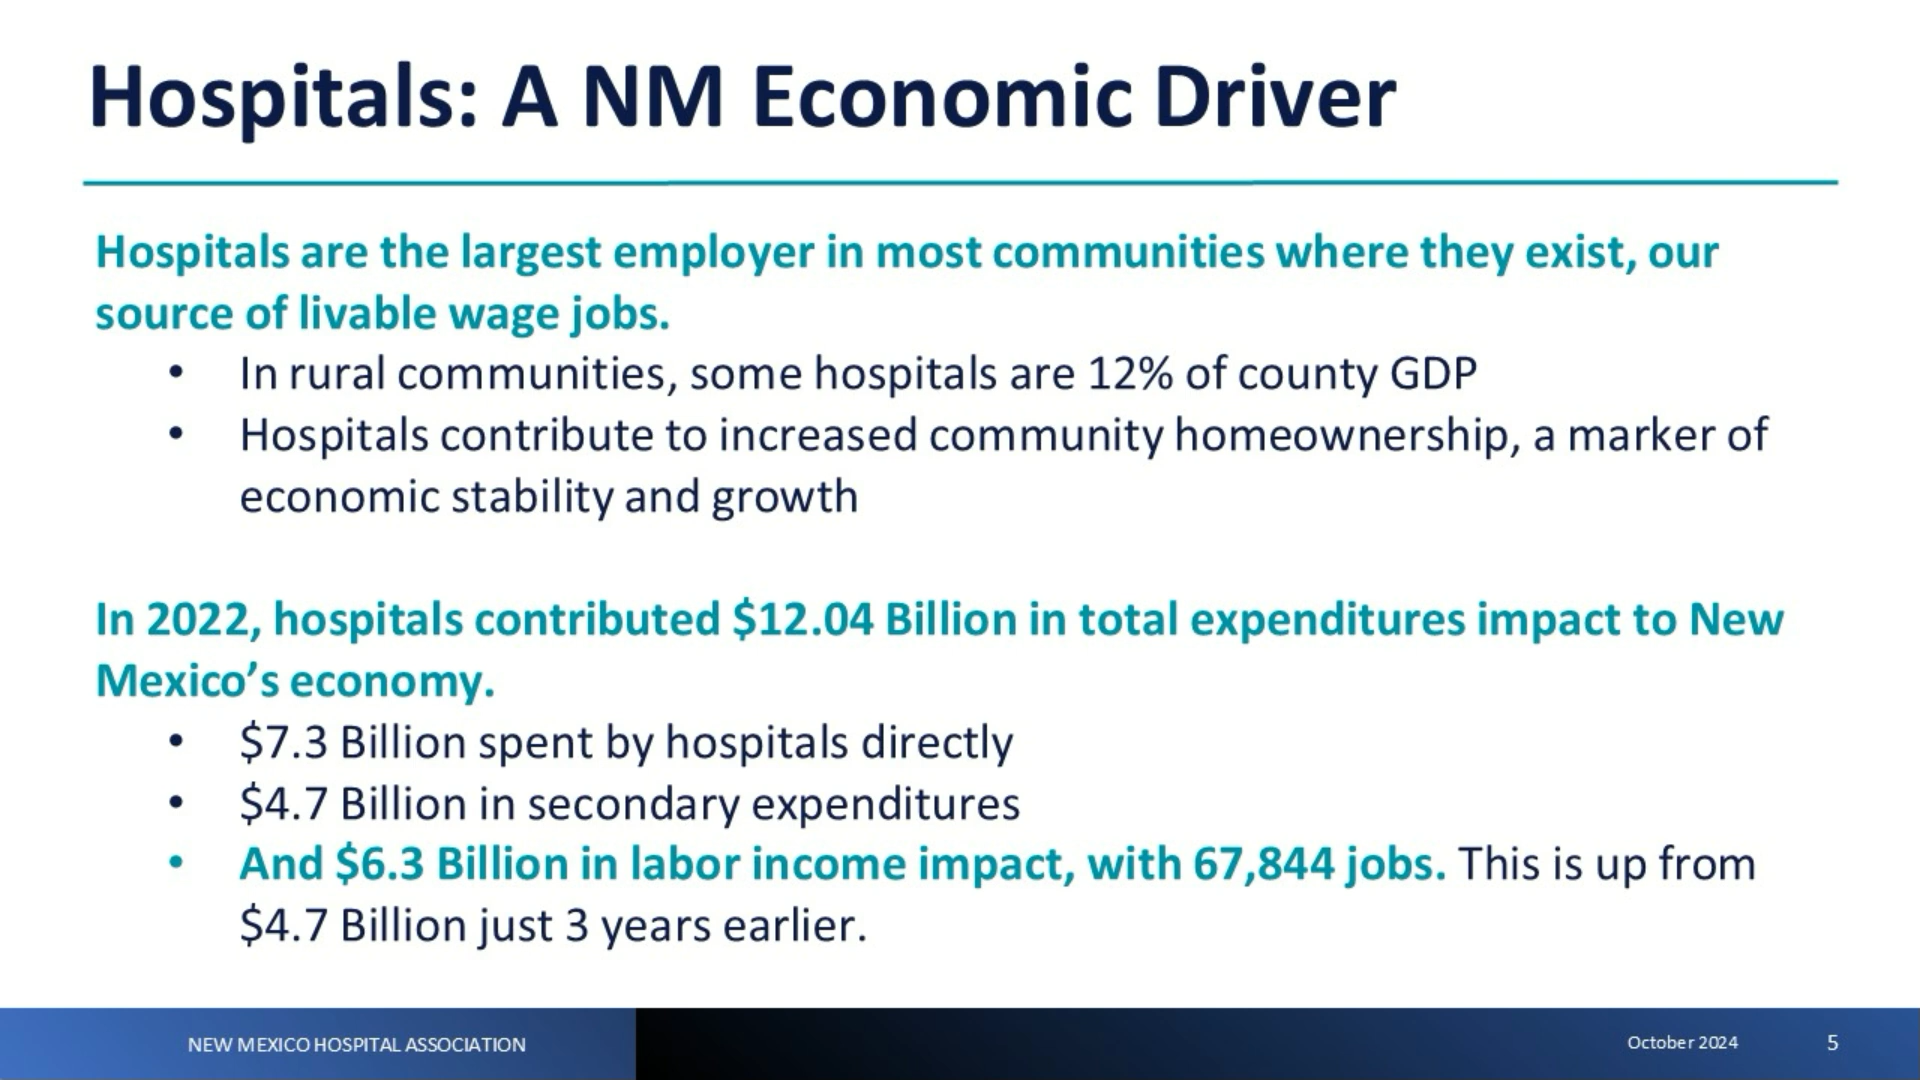 Hospitals: A NM Economic Driver
Hospitals are the largest employer in most communities where they exist, our
source of livable wage jobs.
• In rural communities, some hospitals are 12% of county GDP
• Hospitals contribute to increased community homeownership, a marker of
economic stability and growth
In 2022, hospitals contributed $12.04 Billion in total expenditures impact to New
Mexico’s economy.
• $7.3 Billion spent by hospitals directly
• $4.7 Billion in secondary expenditures
• And $6.3 Billion in labor income impact, with 67,844 jobs. This is up from
$4.7 Billion just 3 years earlier.
NEW MEXICO HOSPITAL ASSOCIATION
October 2024
5